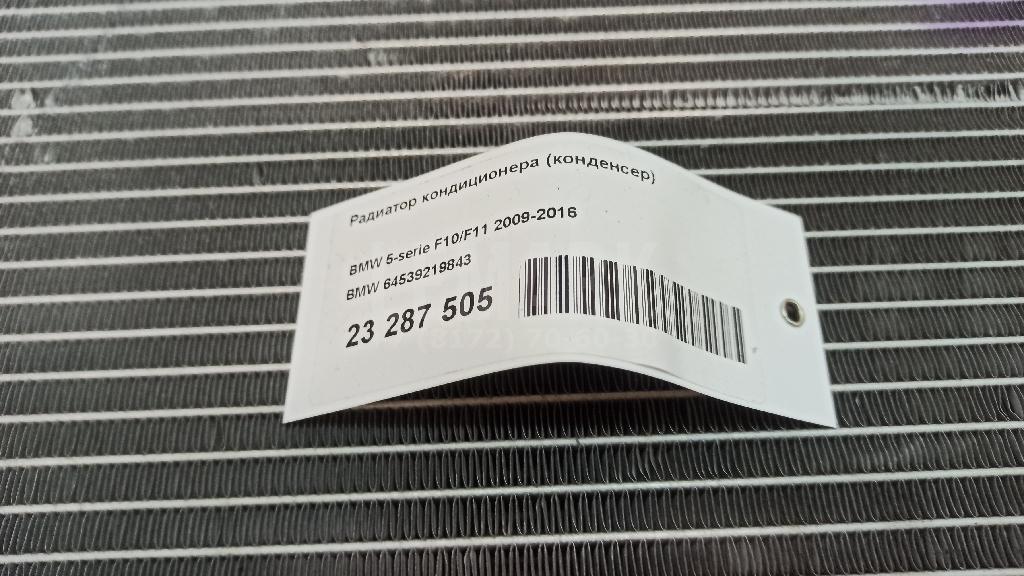 Радиатор кондиционера (конденсер)
BMW 5-serie F10/F11 2009-2016
BMW 64539219843
23 287 505